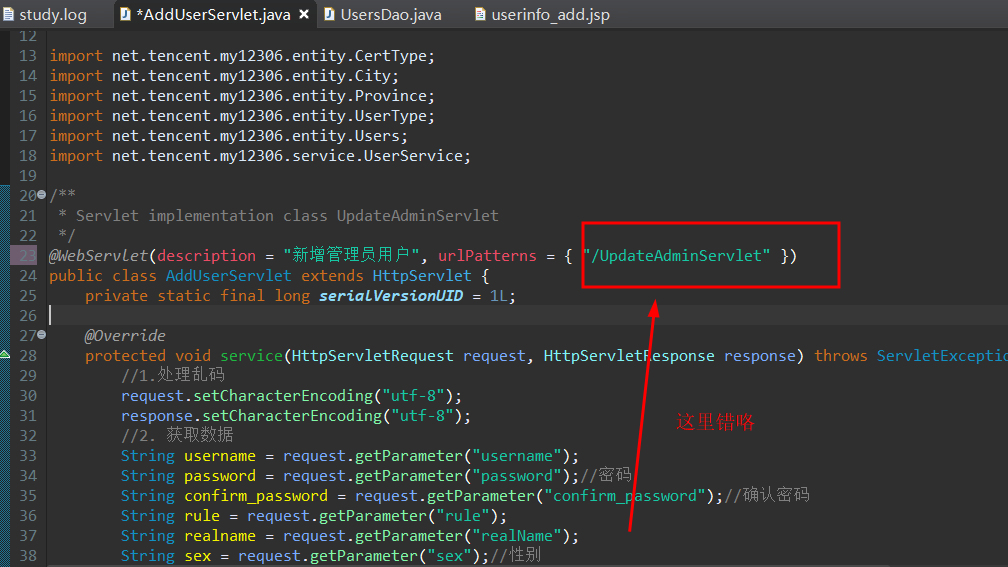 study.log *AddUserServlet.java UsersDao.java userinfo_add.jsp
12
13 import net.tencent.my12306.entity.CertType;
14 import net.tencent.my12306.entity.City;
15 import net.tencent.my12306.entity.Province;
16 import net.tencent.my12306.entity.UserType;
17 import net.tencent.my12306.entity.Users;
18 import net.tencent.my12306.service.UserService;
19
20 /**
21 * Servlet implementation class UpdateAdminServlet
22 */
23 @WebServlet(description = "新增管理员用户", urlPatterns = { "/UpdateAdminServlet" })
24 public class AddUserServlet extends HttpServlet {
25 private static final long serialVersionUID = 1L;
26
27 @Override
28 protected void service(HttpServletRequest request, HttpServletResponse response) throws ServletExceptio
29 //1.处理乱码
30 request.setCharacterEncoding("utf-8");
31 response.setCharacterEncoding("utf-8");
32 //2. 获取数据
这里错咯
33 String username = request.getParameter("username");
34 String password = request.getParameter("password");//密码
35 String confirm_password = request.getParameter("confirm_password");//确认密码
36 String rule = request.getParameter("rule");
37 String realname = request.getParameter("realName");
38 String sex = request.getParameter("sex");//性别